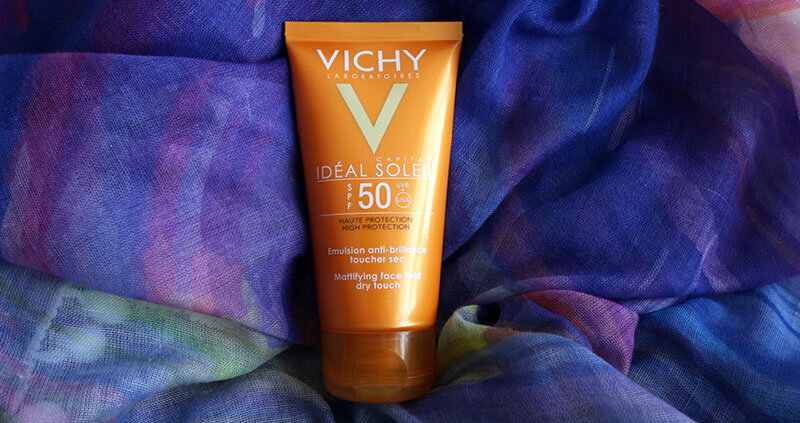 VICHY
LABORATOIRES
V
CAPITAL
IDÉAL SOLEIL
SPF 50 UVB + UVA
HAUTE PROTECTION
HIGH PROTECTION
Emulsion anti-brillance
toucher sec
Mattifying face fluid
dry touch